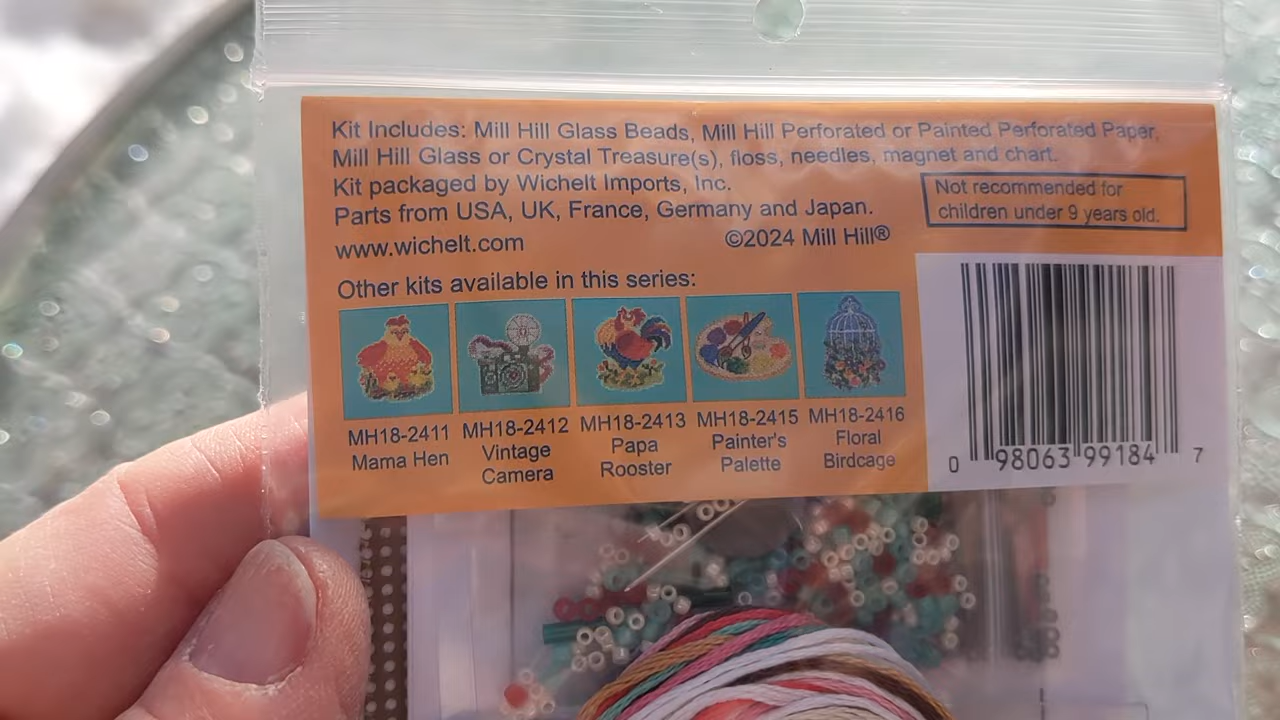 Kit Includes: Mill Hill Glass Beads, Mill Hill Perforated or Painted Perforated Paper,
Mill Hill Glass or Crystal Treasure(s), floss, needles, magnet and chart.
Kit packaged by Wichelt Imports, Inc.
Parts from USA, UK, France, Germany and Japan.
www.wichelt.com
©2024 Mill Hill®
Not recommended for
children under 9 years old.
Other kits available in this series:
MH18-2411
Mama Hen
MH18-2412
Vintage
Camera
MH18-2413
Papa
Rooster
MH18-2415
Painter's
Palette
MH18-2416
Floral
Birdcage
0 98063 99184 7